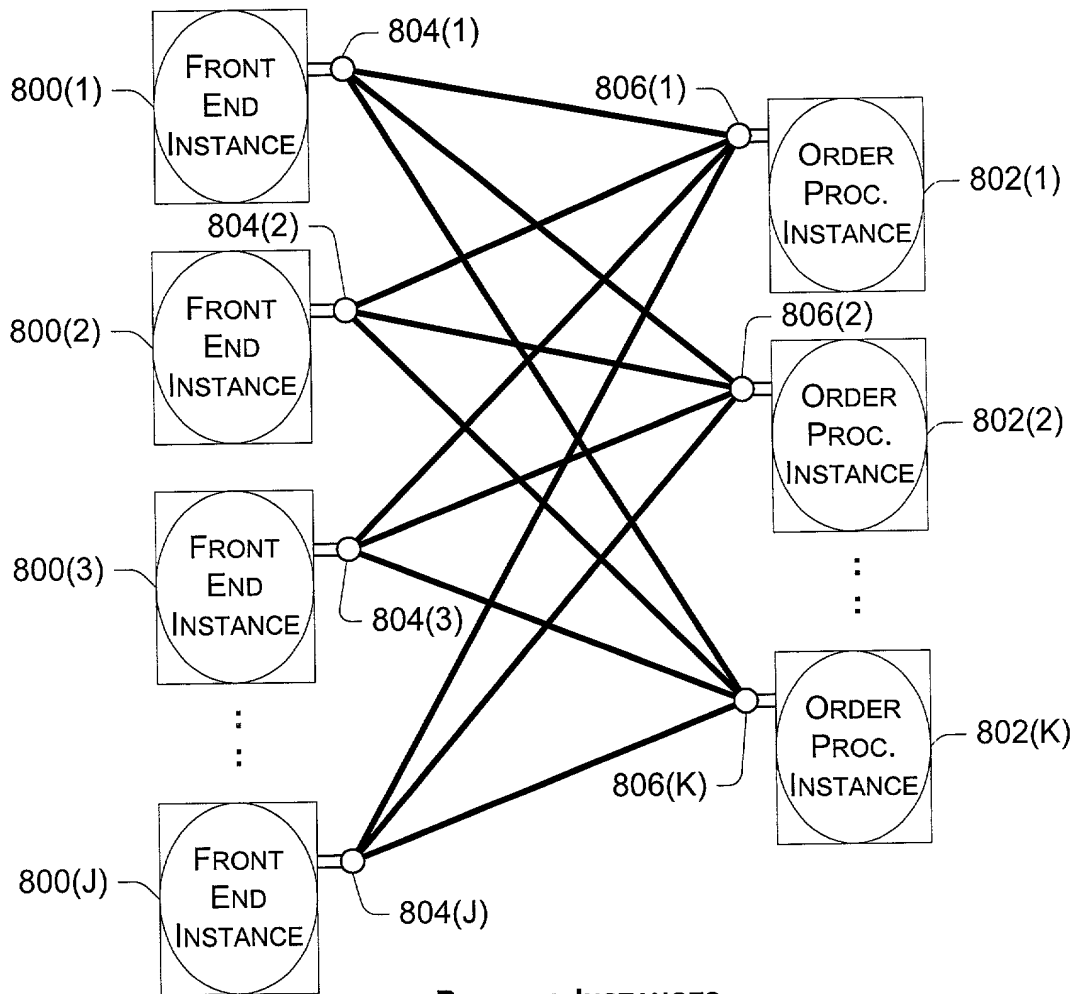 804(1)
800(1)
FRONT
END
INSTANCE
806(1)
ORDER
PROC.
INSTANCE
802(1)
804(2)
800(2)
FRONT
END
INSTANCE
806(2)
ORDER
PROC.
INSTANCE
802(2)
800(3)
FRONT
END
INSTANCE
804(3)
806(K)
ORDER
PROC.
INSTANCE
802(K)
800(J)
FRONT
END
INSTANCE
804(J)
INSTANCES